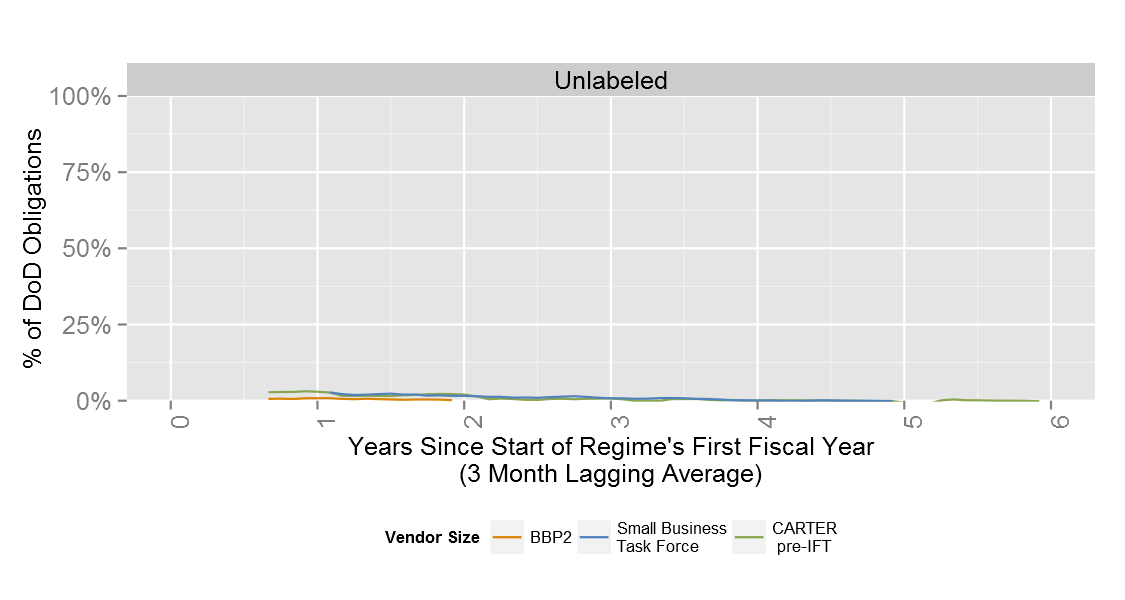 Unlabeled
100%
75%
50%
25%
0%
% of DoD Obligations
0
1
2
3
4
5
6
Years Since Start of Regime's First Fiscal Year
(3 Month Lagging Average)
Vendor Size
BBP2
Small Business
Task Force
CARTER
pre-IFT